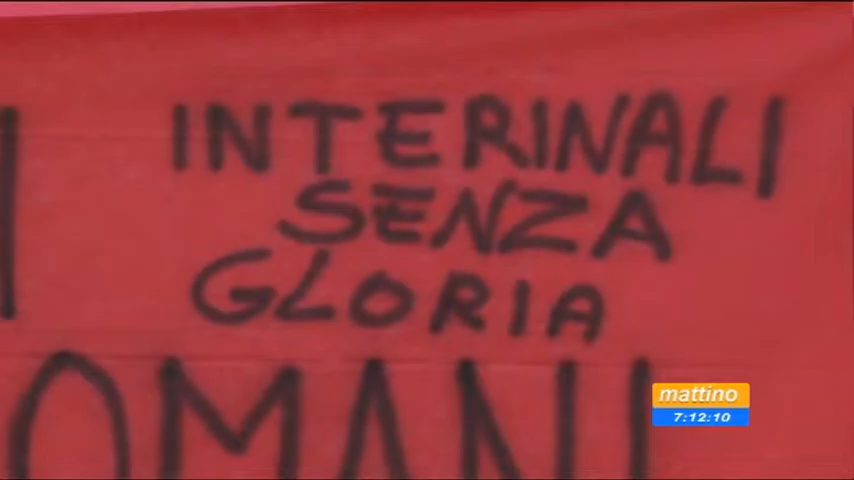 INTERINALI
SENZA
GLORIA
OMANI
mattino
7:12:10